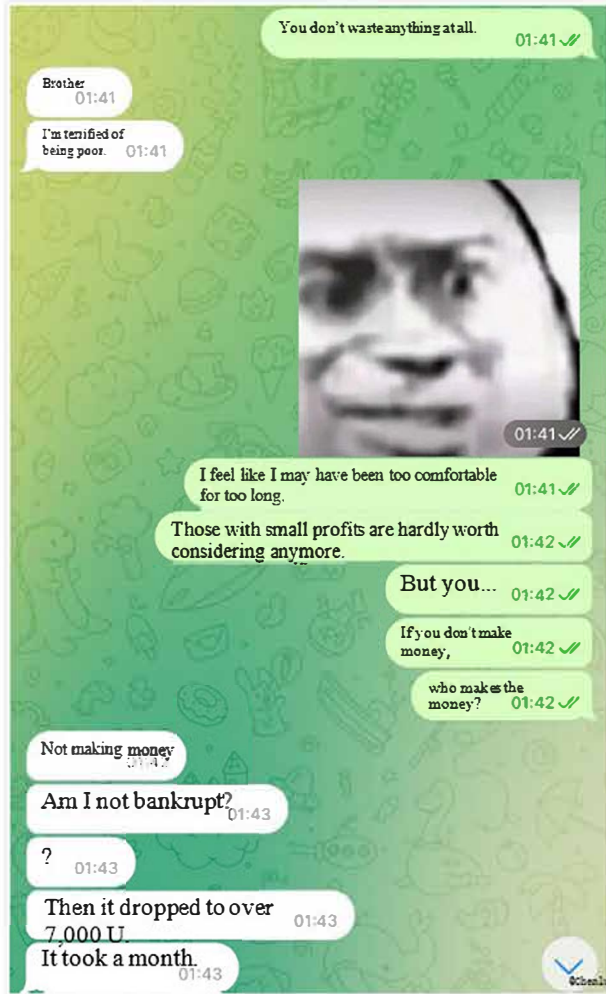 You don't waste anything at all.
01:41
Brother
01:41
I'm terrified of
being poor. 01:41
01:41
I feel like I may have been too comfortable
for too long. 01:41
Those with small profits are hardly worth
considering anymore. 01:42
But you... 01:42
If you don't make
money, 01:42
who makes the
money? 01:42
Not making money
Am I not bankrupt?
01:43
?
01:43
Then it dropped to over
7,000 U. 01:43
It took a month.
01:43